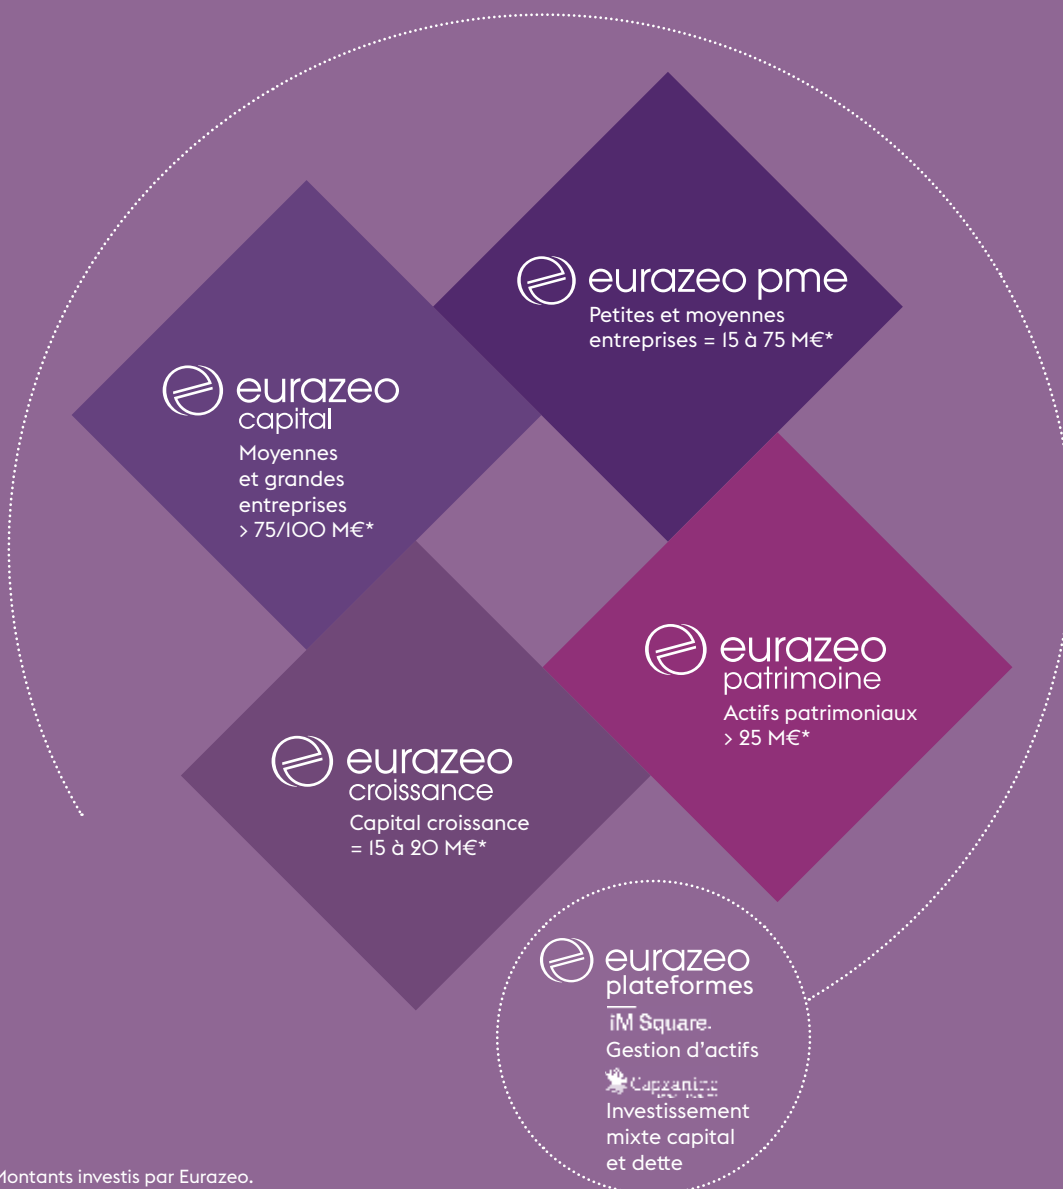 eurazeo pme
Petites et moyennes
entreprises = 15 à 75 M€*
eurazeo
capital
Moyennes
et grandes
entreprises
> 75/100 M€*
eurazeo
patrimoine
Actifs patrimoniaux
> 25 M€*
eurazeo
croissance
Capital croissance
= 15 à 20 M€*
eurazeo
plateformes
iM Square.
Gestion d’actifs
Investissement
mixte capital
et dette
Montants investis par Eurazeo.